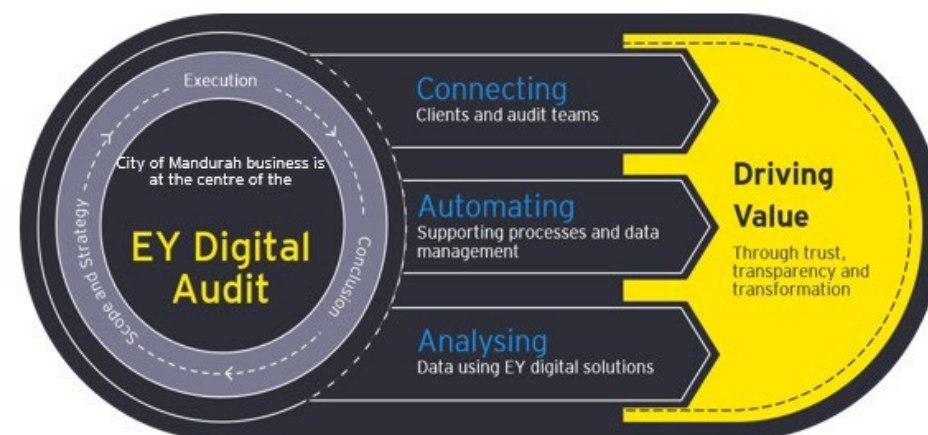 Execution
Scope and Strategy
Conclusion
City of Mandurah business is
at the centre of the
EY Digital
Audit
Connecting
Clients and audit teams
Automating
Supporting processes and data
management
Analysing
Data using EY digital solutions
Driving
Value
Through trust,
transparency and
transformation